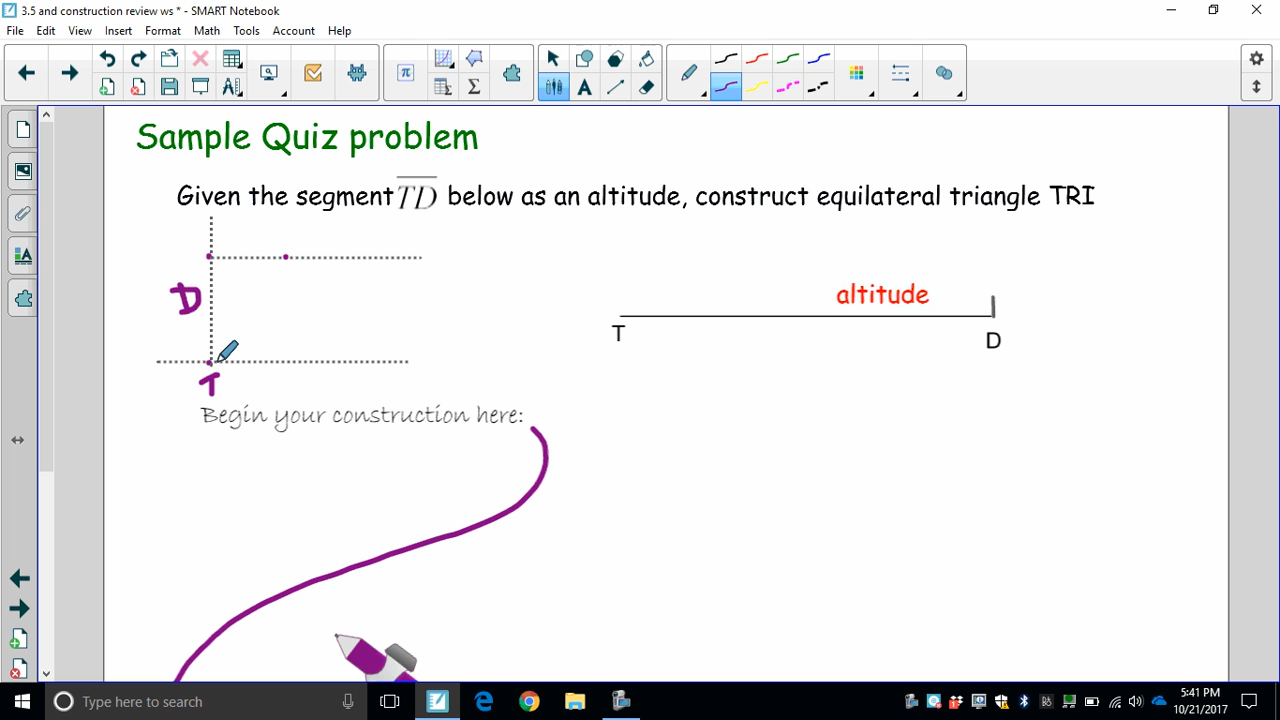 3.5 and construction review ws * - SMART Notebook
File Edit View Insert Format Math Tools Account Help
π Σ A
Sample Quiz problem
Given the segment TD below as an altitude, construct equilateral triangle TRI
D
T
altitude
T
D
Begin your construction here:
Type here to search
5:41 PM
10/21/2017